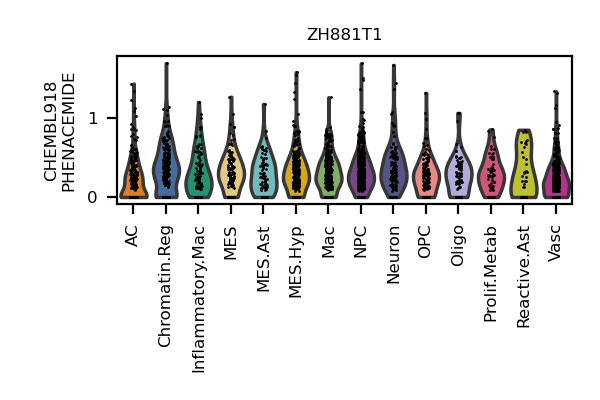 ZH881T1
CHEMBL918
PHENACEMIDE
1
0
AC
Chromatin.Reg
Inflammatory.Mac
MES
MES.Ast
MES.Hyp
Mac
NPC
Neuron
OPC
Oligo
Prolif.Metab
Reactive.Ast
Vasc